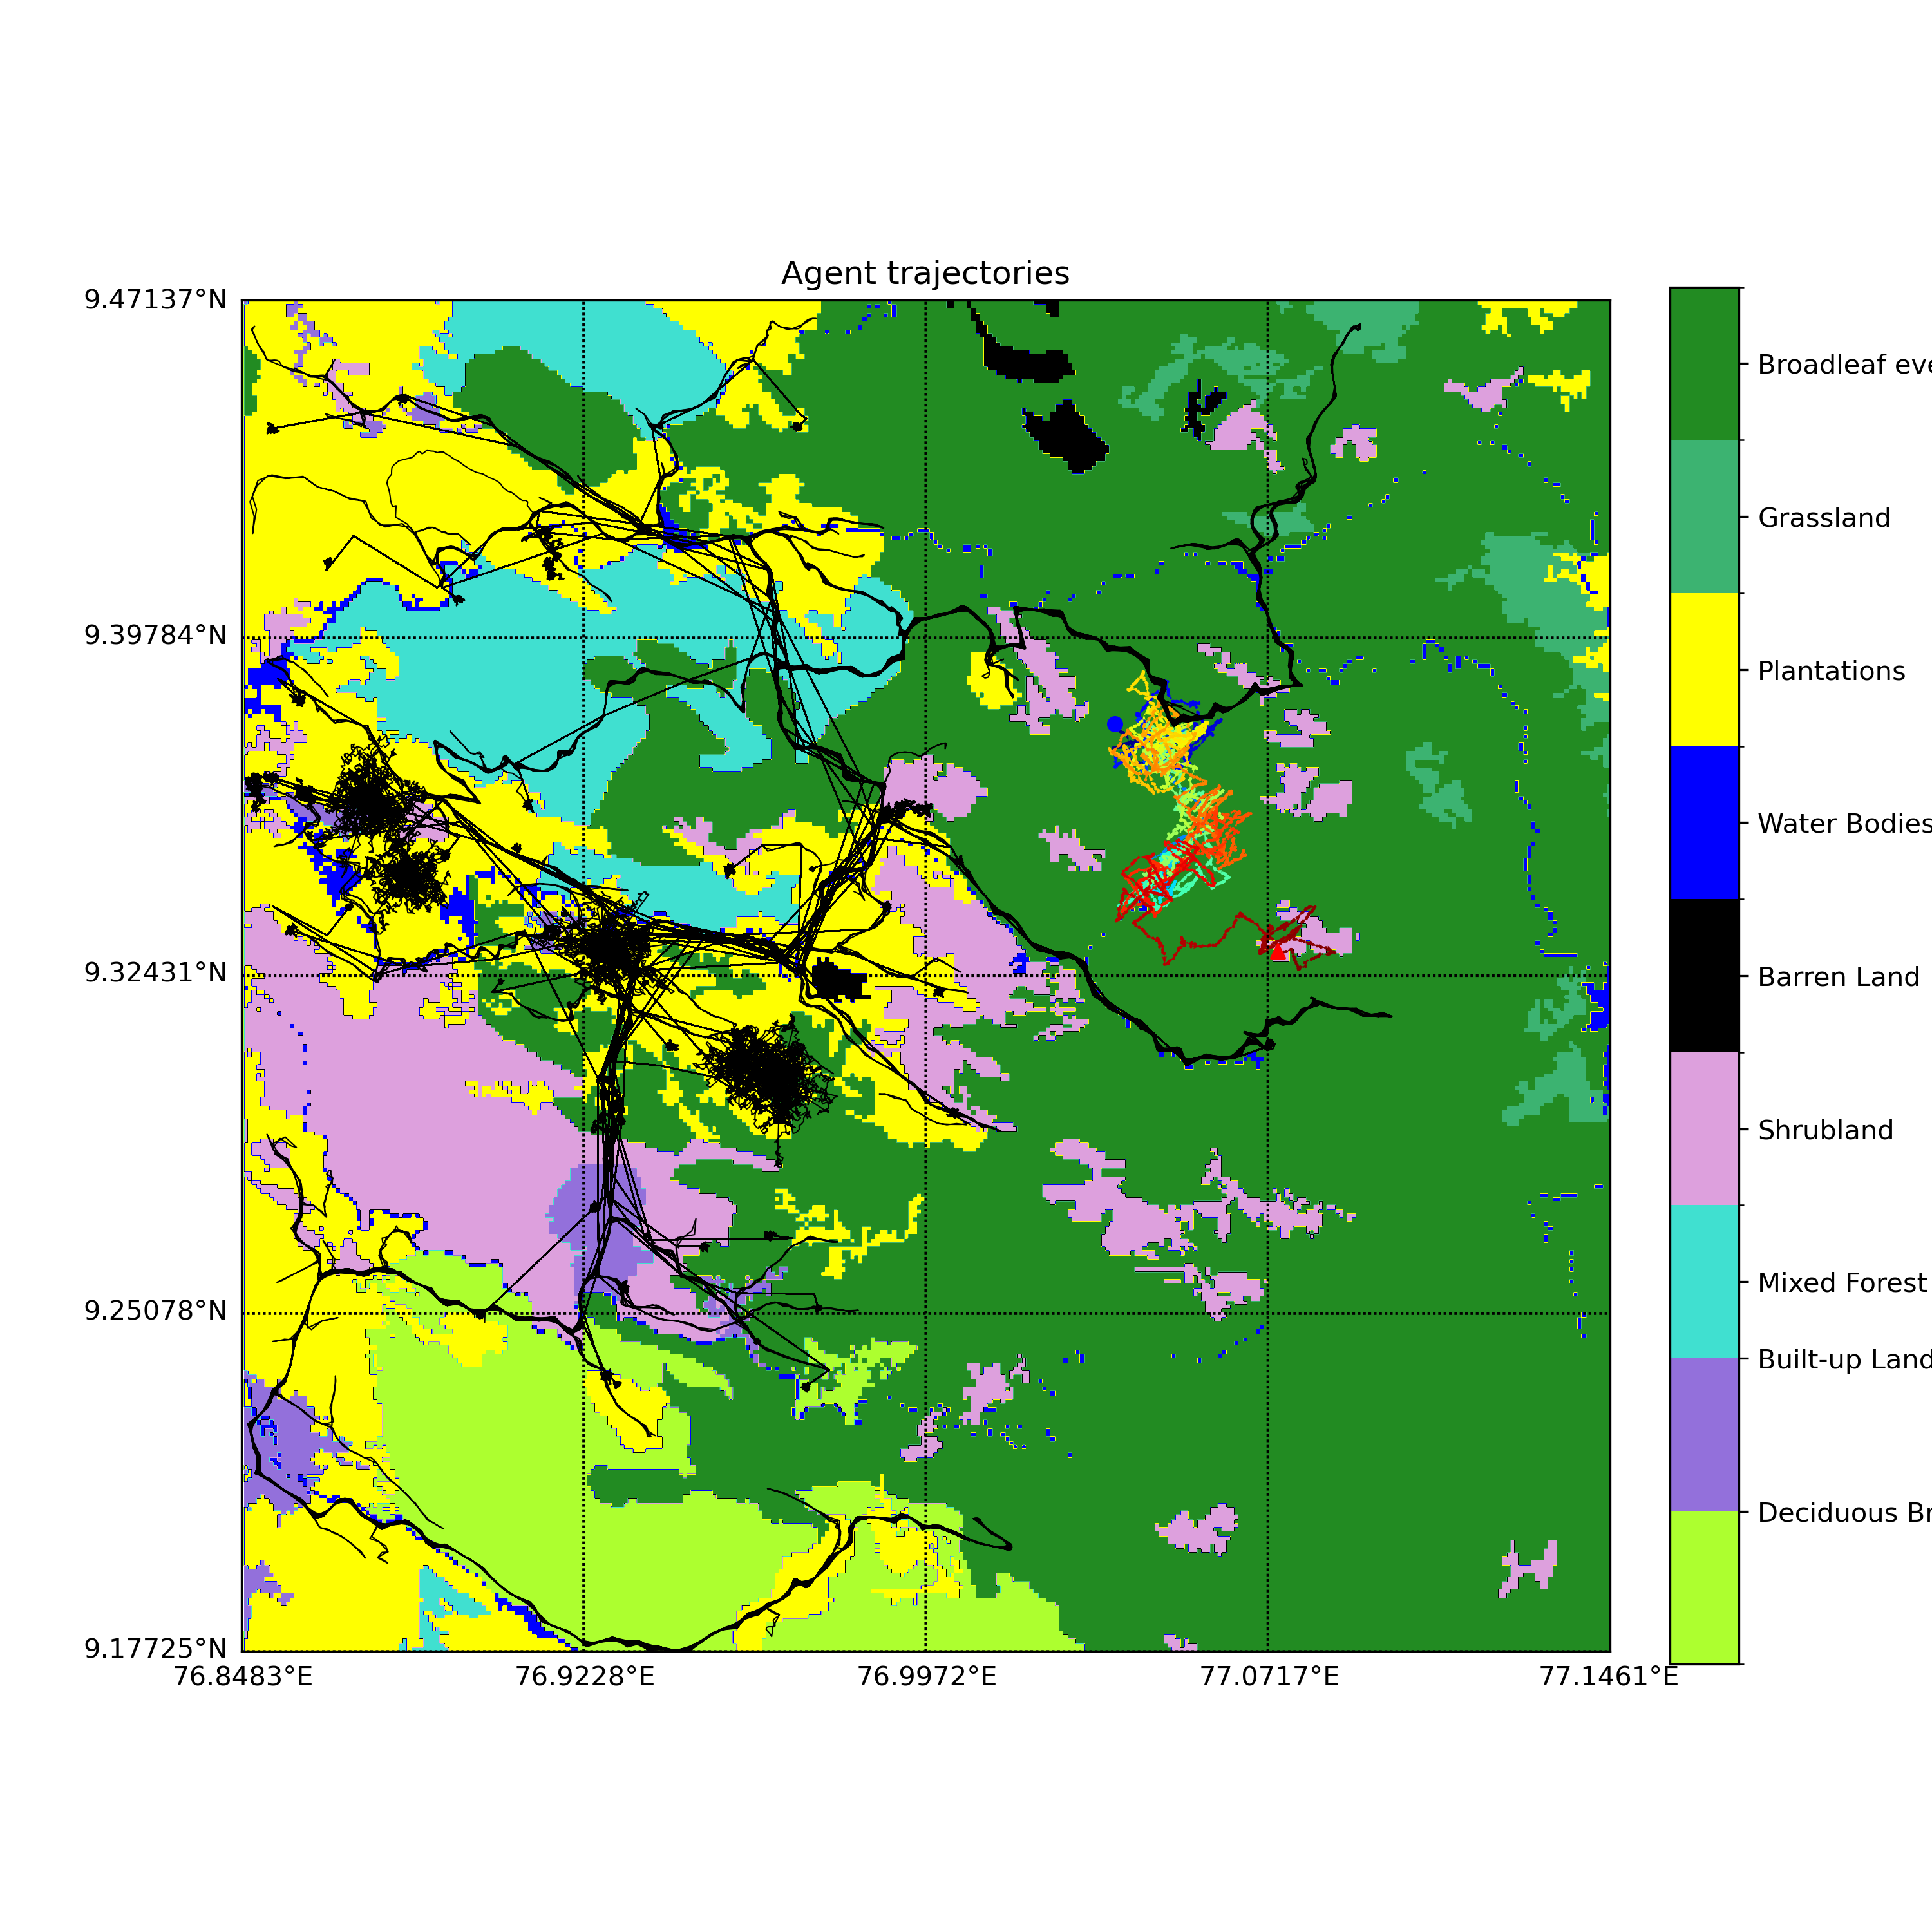 Agent trajectories
9.47137°N
9.39784°N
9.32431°N
9.25078°N
9.17725°N
76.8483°E
76.9228°E
76.9972°E
77.0717°E
77.1461°E
Broadleaf eve
Grassland
Plantations
Water Bodies
Barren Land
Shrubland
Mixed Forest
Built-up Land
Deciduous Br